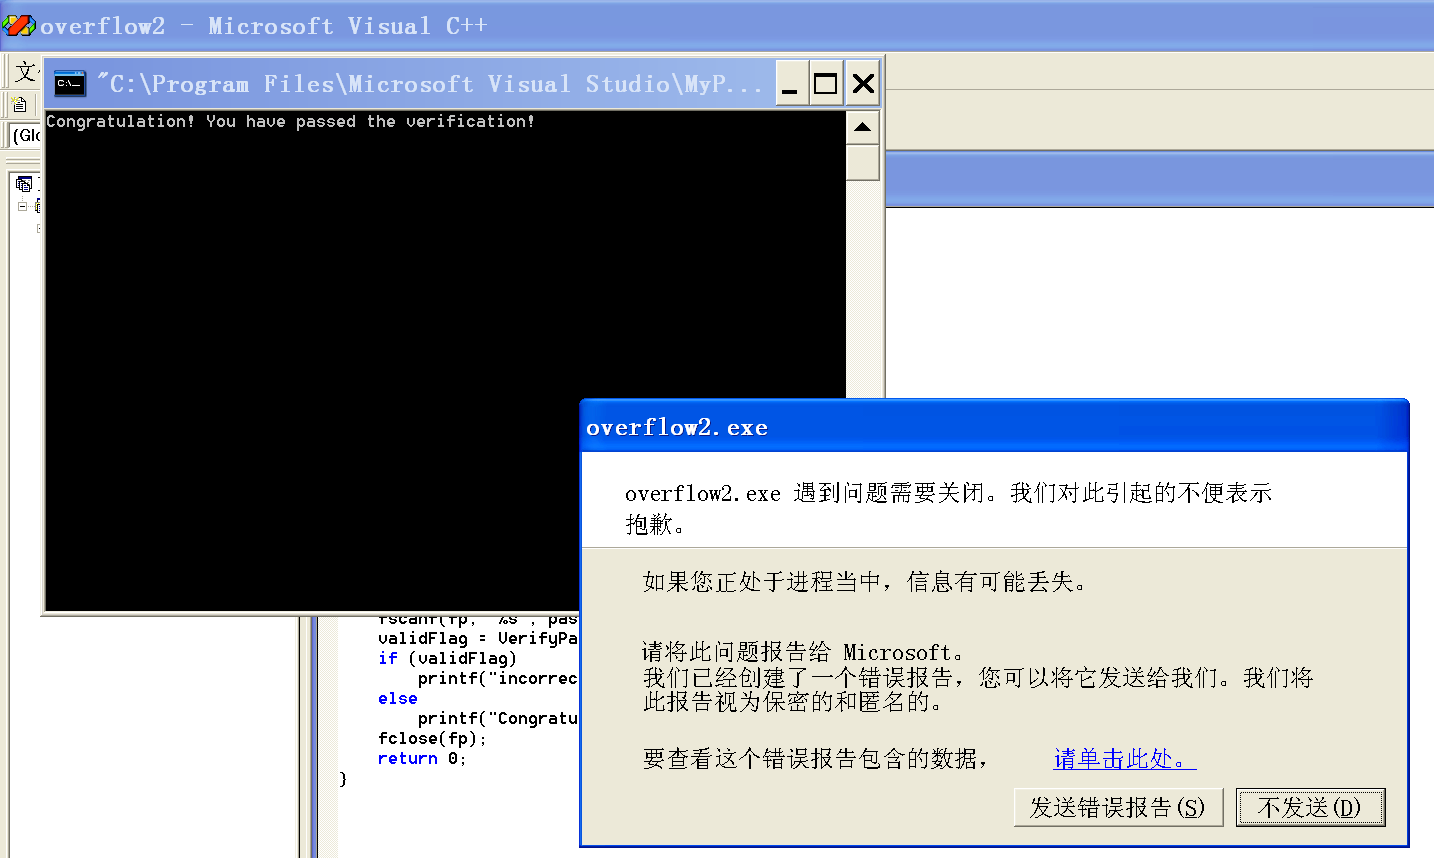 overflow2 - Microsoft Visual C++
文
"C:\Program Files\Microsoft Visual Studio\MyP...
(Glo
Congratulation! You have passed the verification!
fscanf(fp, "%s", pas
validFlag = VerifyPa
if (validFlag)
printf("incorrec
else
printf("Congratu
fclose(fp);
return 0;
}
overflow2.exe
overflow2.exe 遇到问题需要关闭。我们对此引起的不便表示
抱歉。
如果您正处于进程当中，信息有可能丢失。
请将此问题报告给 Microsoft。
我们已经创建了一个错误报告，您可以将它发送给我们。我们将
此报告视为保密的和匿名的。
要查看这个错误报告包含的数据， 请单击此处。
发送错误报告(S) 不发送(D)